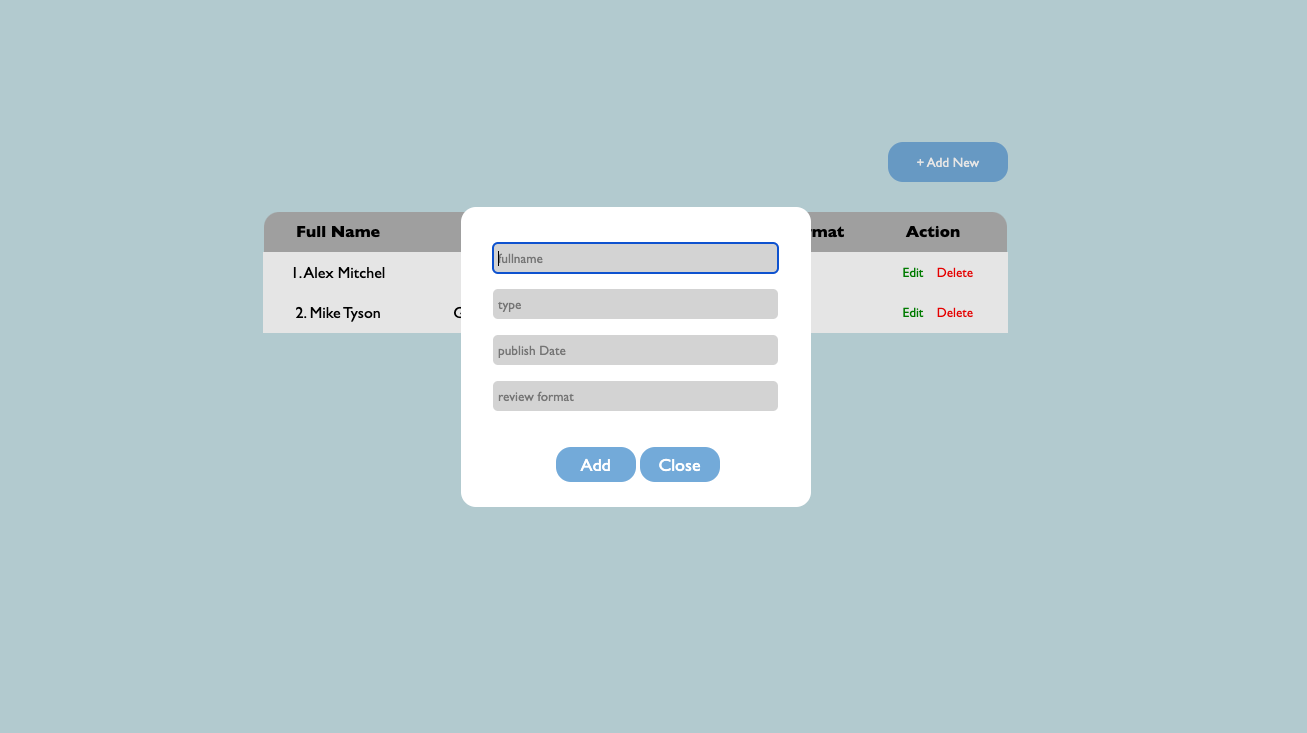 + Add New
Full Name
Action
1. Alex Mitchel
Edit Delete
2. Mike Tyson
Edit Delete
fullname
type
publish Date
review format
Add Close